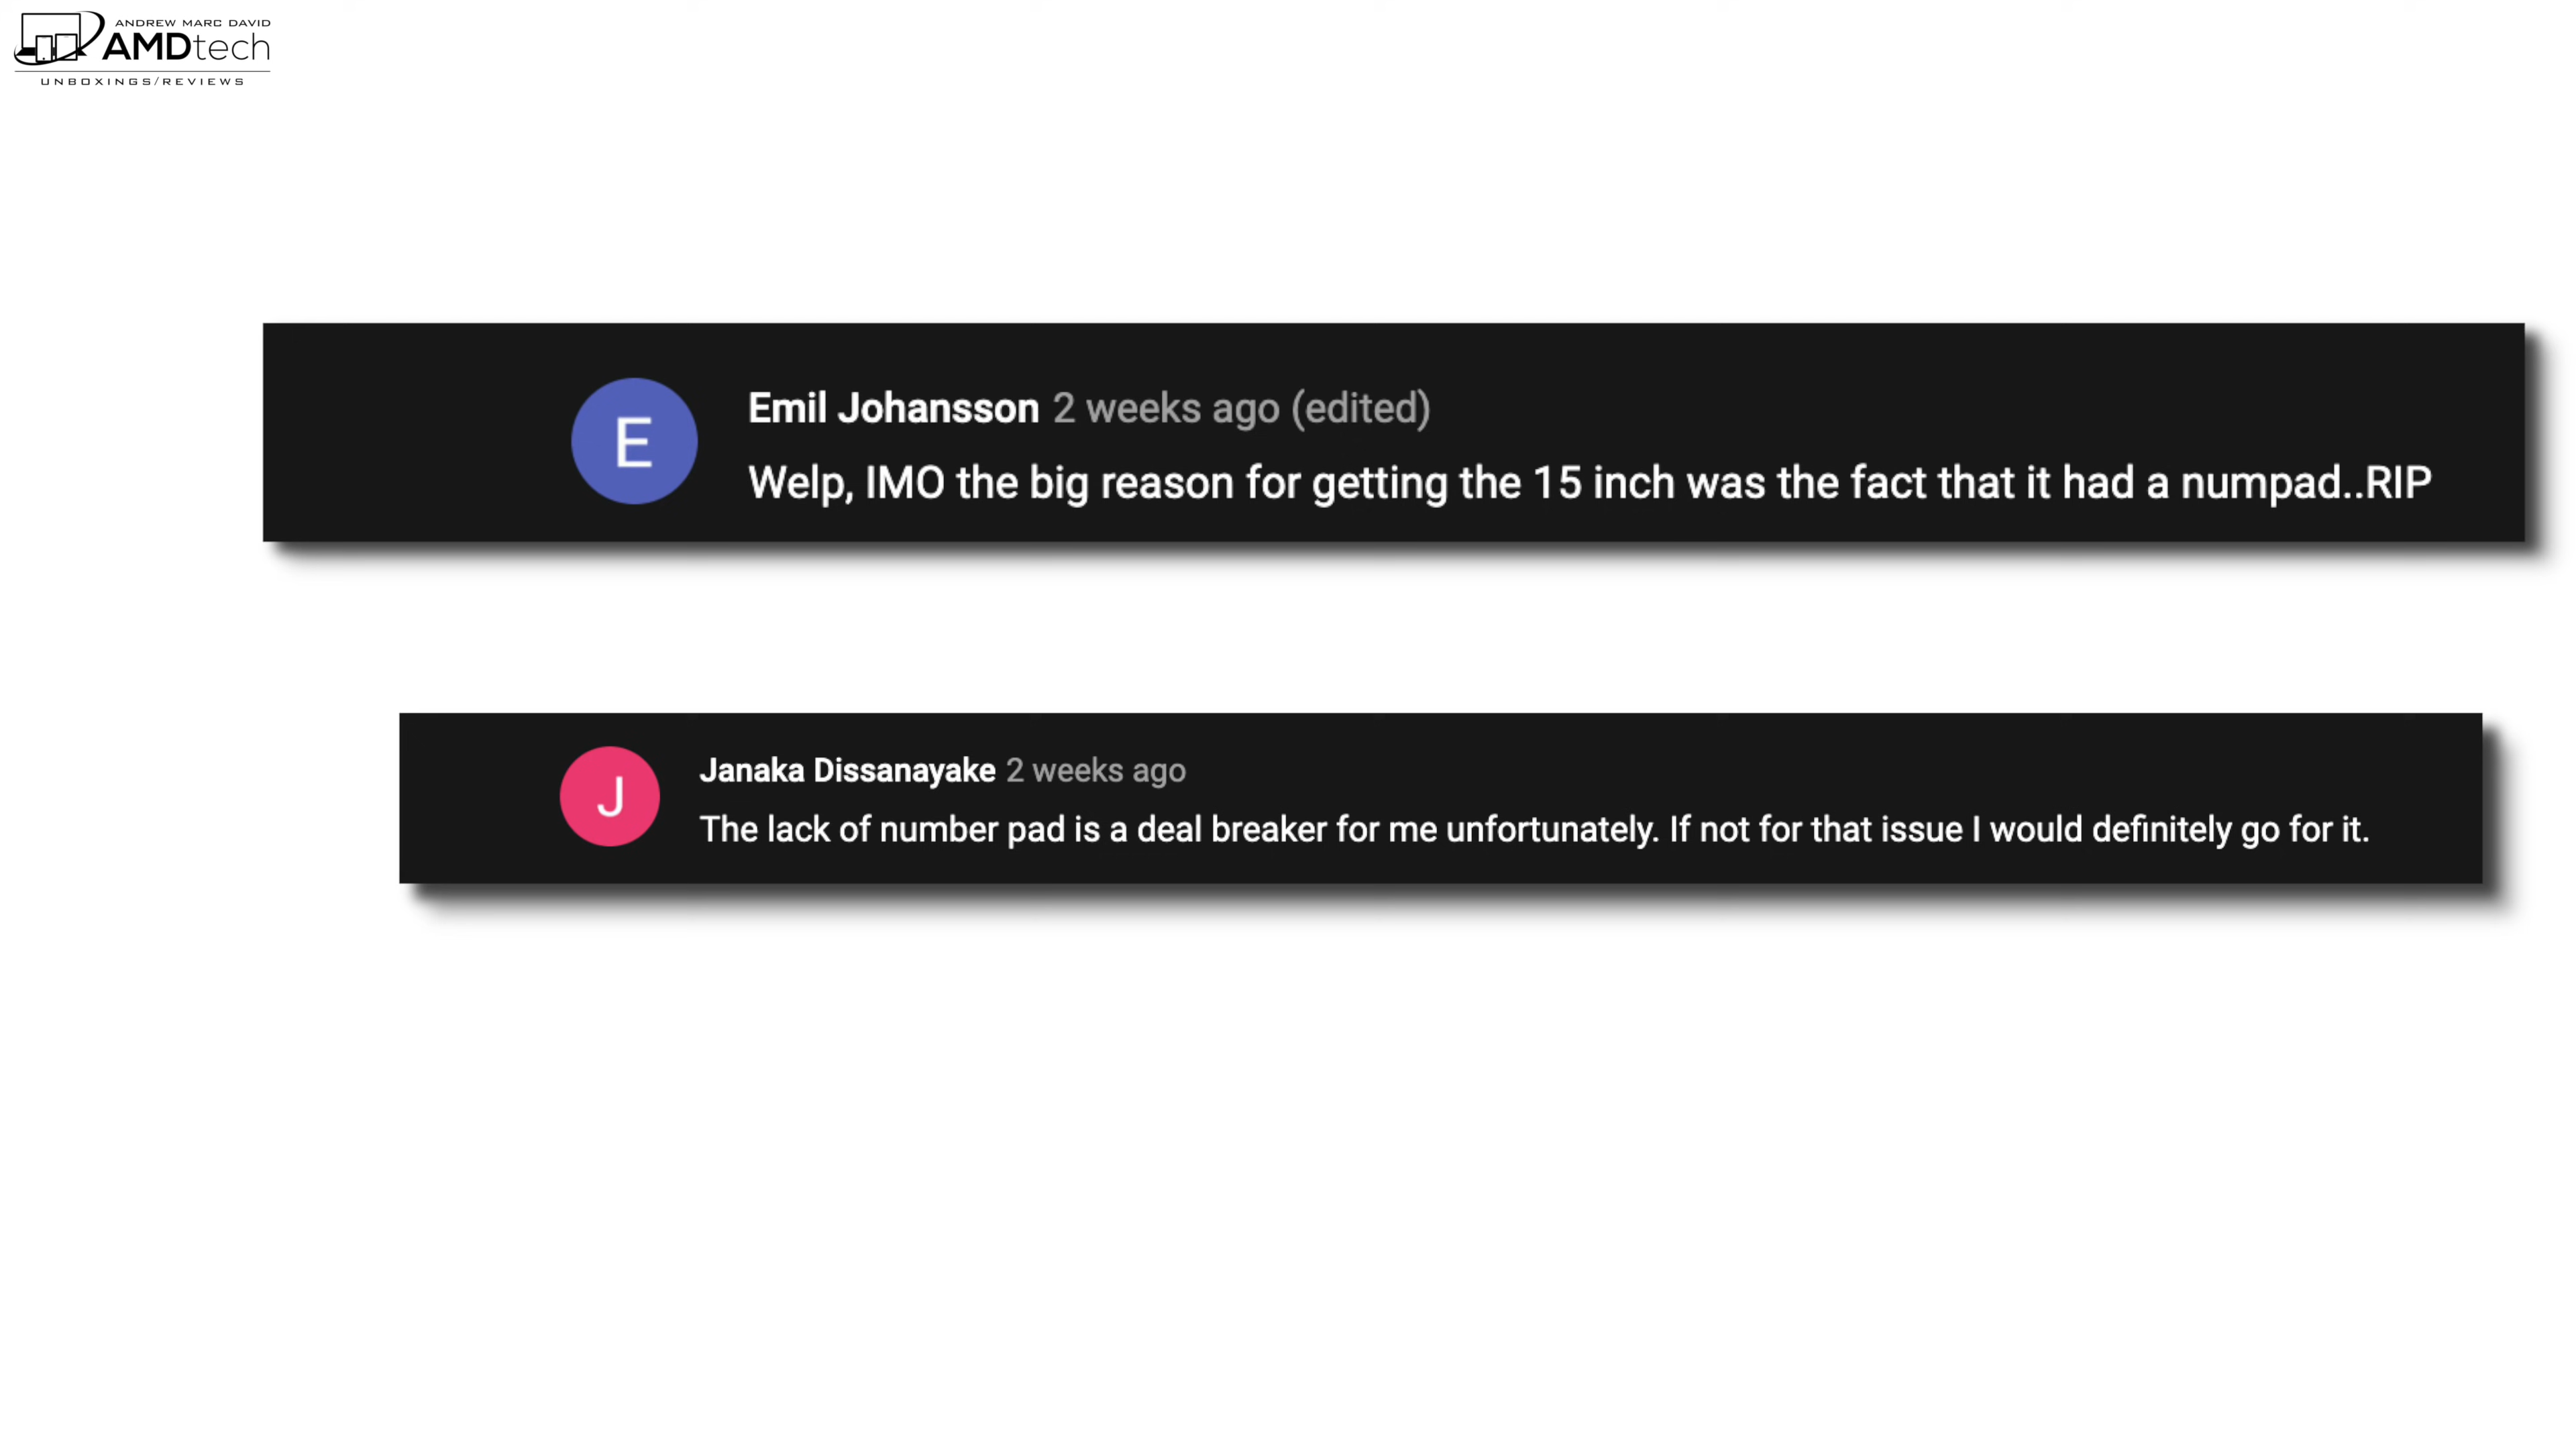 ANDREW MARC DAVID
AMDtech
UNBOXINGS/REVIEWS
E
Emil Johansson 2 weeks ago (edited)
Welp, IMO the big reason for getting the 15 inch was the fact that it had a numpad..RIP
J
Janaka Dissanayake 2 weeks ago
The lack of number pad is a deal breaker for me unfortunately. If not for that issue I would definitely go for it.